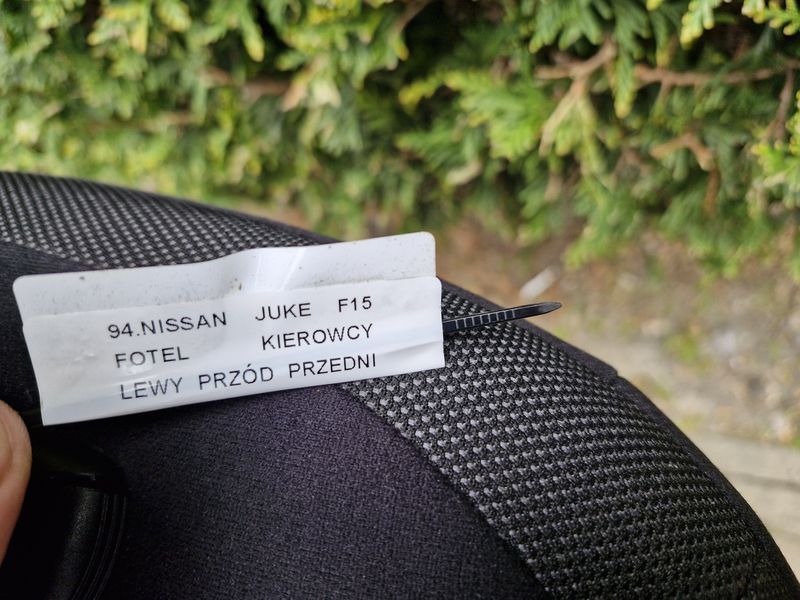 94.NISSAN JUKE F15
FOTEL KIEROWCY
LEWY PRZÓD PRZEDNI